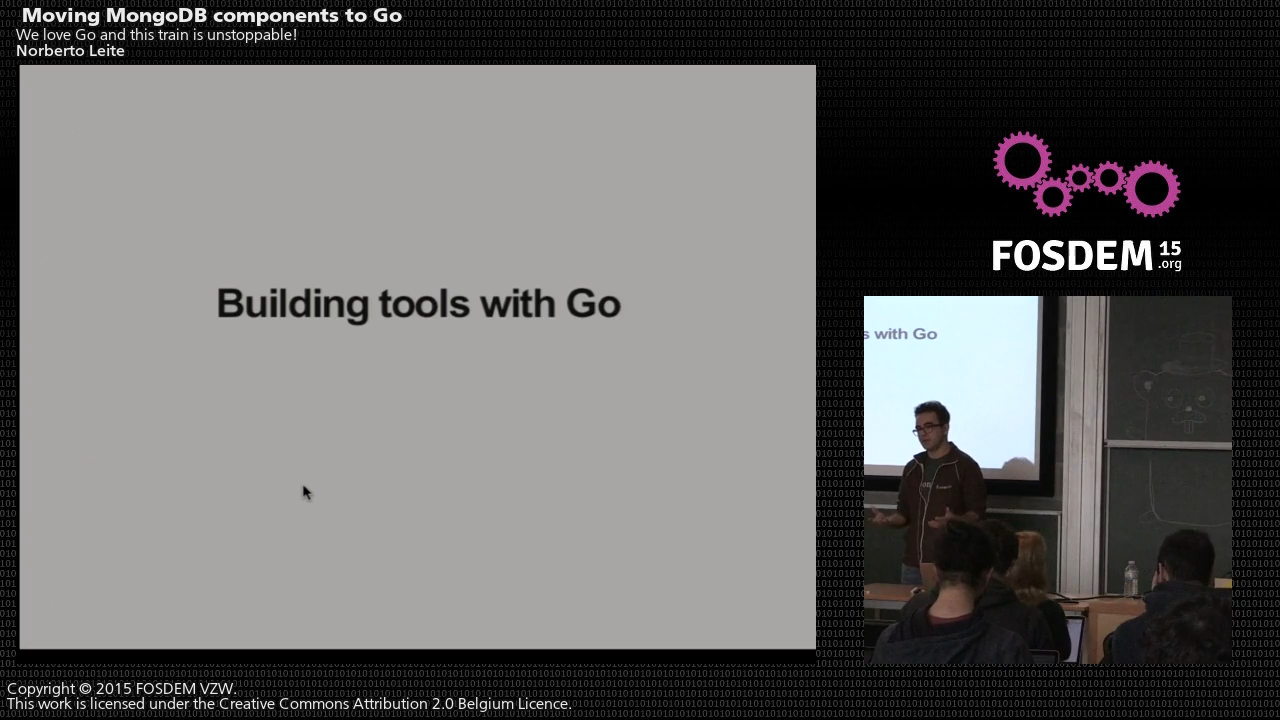 Moving MongoDB components to Go
We love Go and this train is unstoppable!
Norberto Leite
Building tools with Go
FOSDEM 15
.org
s with Go
Copyright © 2015 FOSDEM VZW.
This work is licensed under the Creative Commons Attribution 2.0 Belgium Licence.